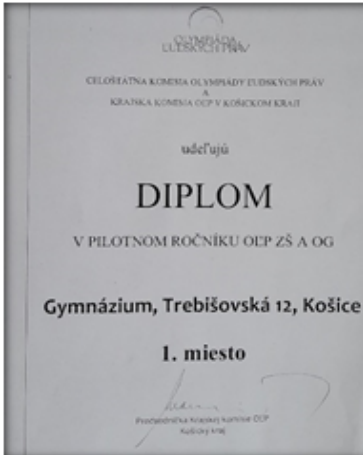 OLYMPIÁDA
ĽUDSKÝCH PRÁV
CELOŠTÁTNA KOMISIA OLYMPIÁDY ĽUDSKÝCH PRÁV
A
KRAJSKÁ KOMISIA OĽP V KOŠICKOM KRAJI
udeľujú
DIPLOM
V PILOTNOM ROČNÍKU OĽP ZŠ A OG
Gymnázium, Trebišovská 12, Košice
1. miesto
Predsedníčka Krajskej komisie OĽP
Košický kraj